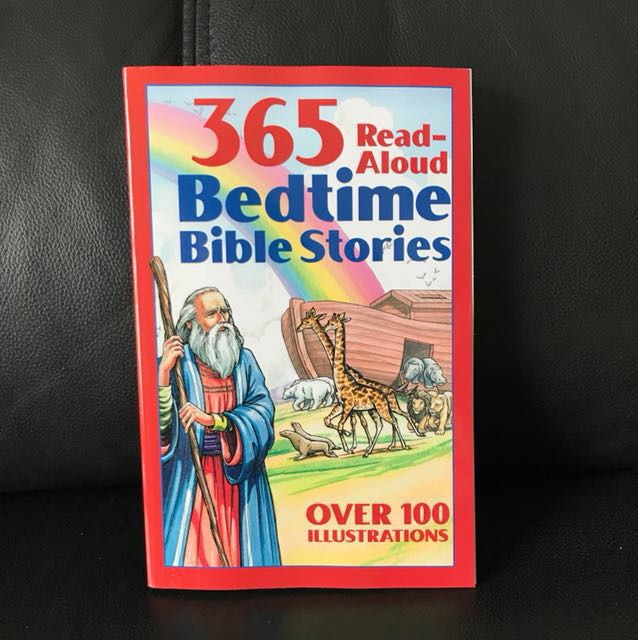 365 Read-
Aloud
Bedtime
Bible Stories
OVER 100
ILLUSTRATIONS